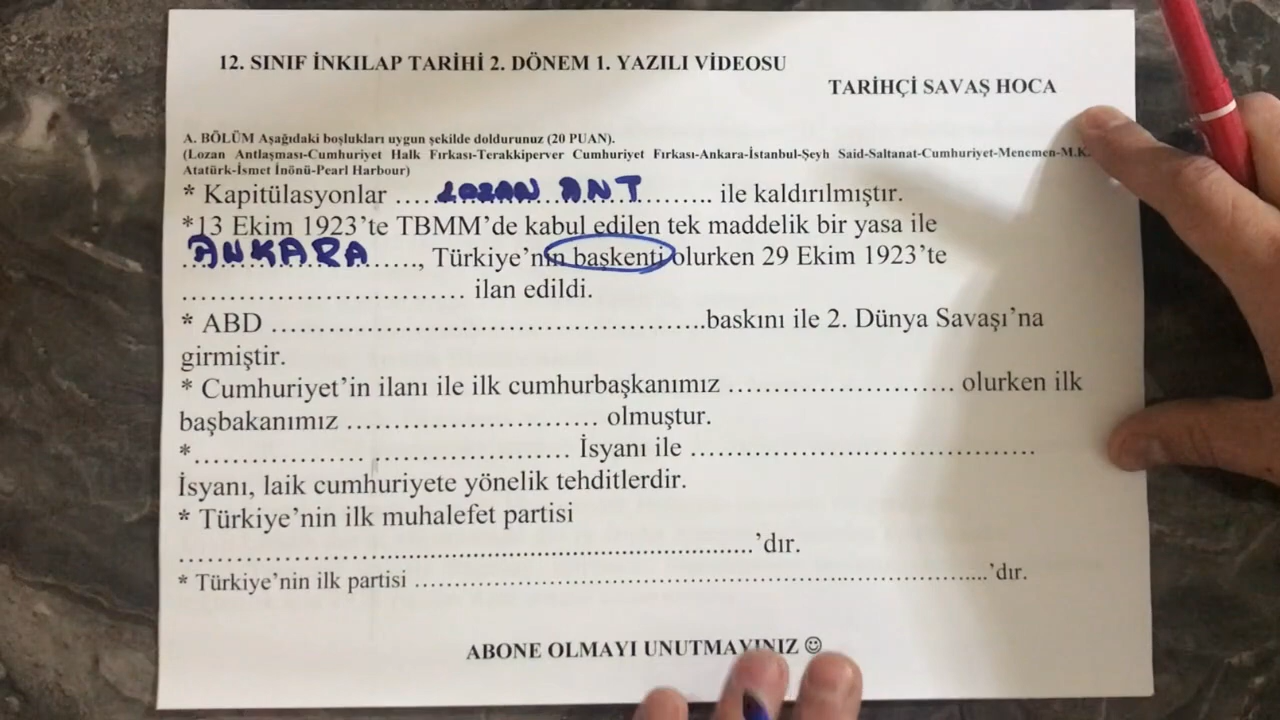 12. SINIF İNKILAP TARİHİ 2. DÖNEM 1. YAZILI VİDEOSU
TARİHÇİ SAVAŞ HOCA
A. BÖLÜM Aşağıdaki boşlukları uygun şekilde doldurunuz (20 PUAN).
(Lozan Antlaşması-Cumhuriyet Halk Fırkası-Terakkiperver Cumhuriyet Fırkası-Ankara-İstanbul-Şeyh Said-Saltanat-Cumhuriyet-Menemen-M.K.
Atatürk-İsmet İnönü-Pearl Harbour)
* Kapitülasyonlar ....LOZAN ANT......... ile kaldırılmıştır.
*13 Ekim 1923’te TBMM’de kabul edilen tek maddelik bir yasa ile
ANKARA......, Türkiye’nin başkenti olurken 29 Ekim 1923’te
................................ ilan edildi.
* ABD ................................................baskını ile 2. Dünya Savaşı’na
girmiştir.
* Cumhuriyet’in ilanı ile ilk cumhurbaşkanımız ......................... olurken ilk
başbakanımız ............................ olmuştur.
*................... ...................... İsyanı ile ......................................
İsyanı, laik cumhuriyete yönelik tehditlerdir.
* Türkiye’nin ilk muhalefet partisi
................................................................’dır.
* Türkiye’nin ilk partisi ................................................................’dır.
ABONE OLMAYI UNUTMAYINIZ ☺